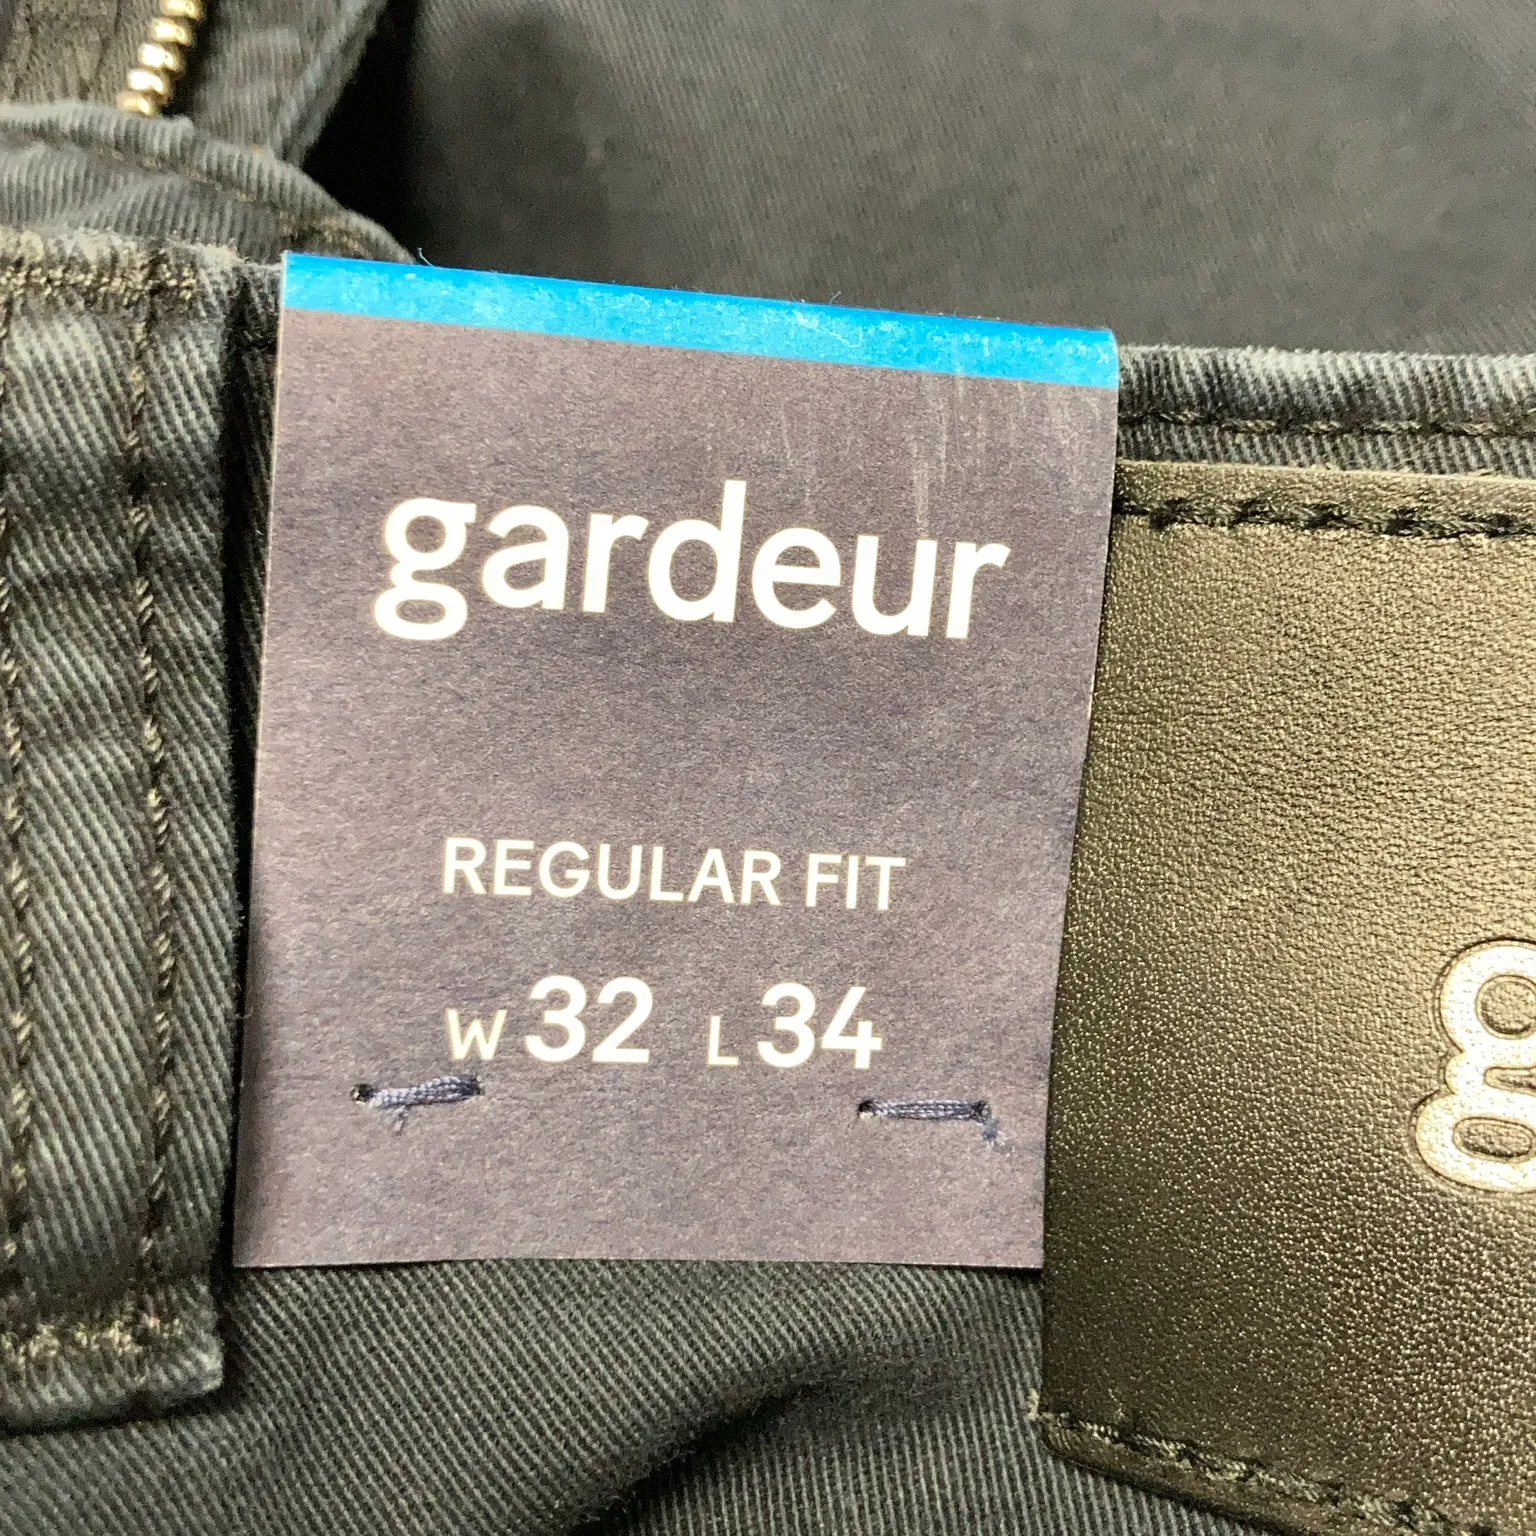 gardeur
REGULAR FIT
W 32 L 34
g